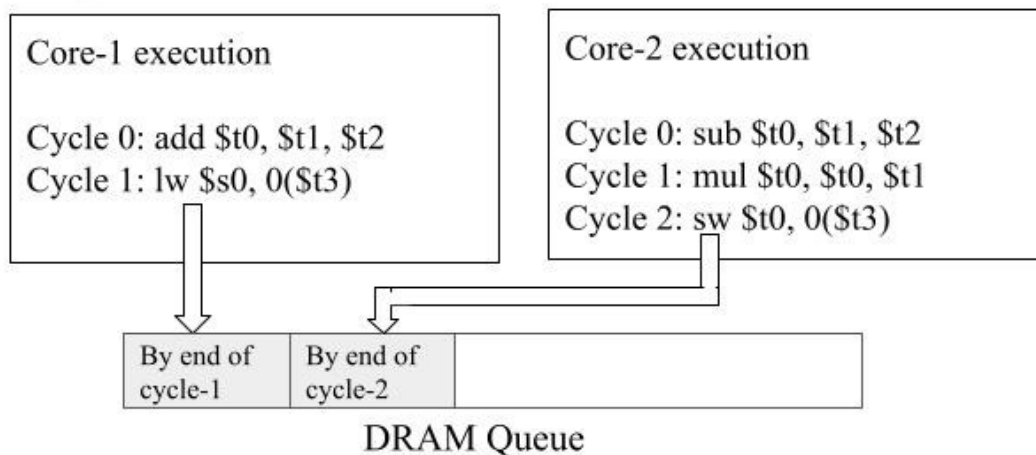 Core-1 execution
Cycle 0: add $t0, $t1, $t2
Cycle 1: lw $s0, 0($t3)
Core-2 execution
Cycle 0: sub $t0, $t1, $t2
Cycle 1: mul $t0, $t0, $t1
Cycle 2: sw $t0, 0($t3)
By end of
cycle-1
By end of
cycle-2
DRAM Queue